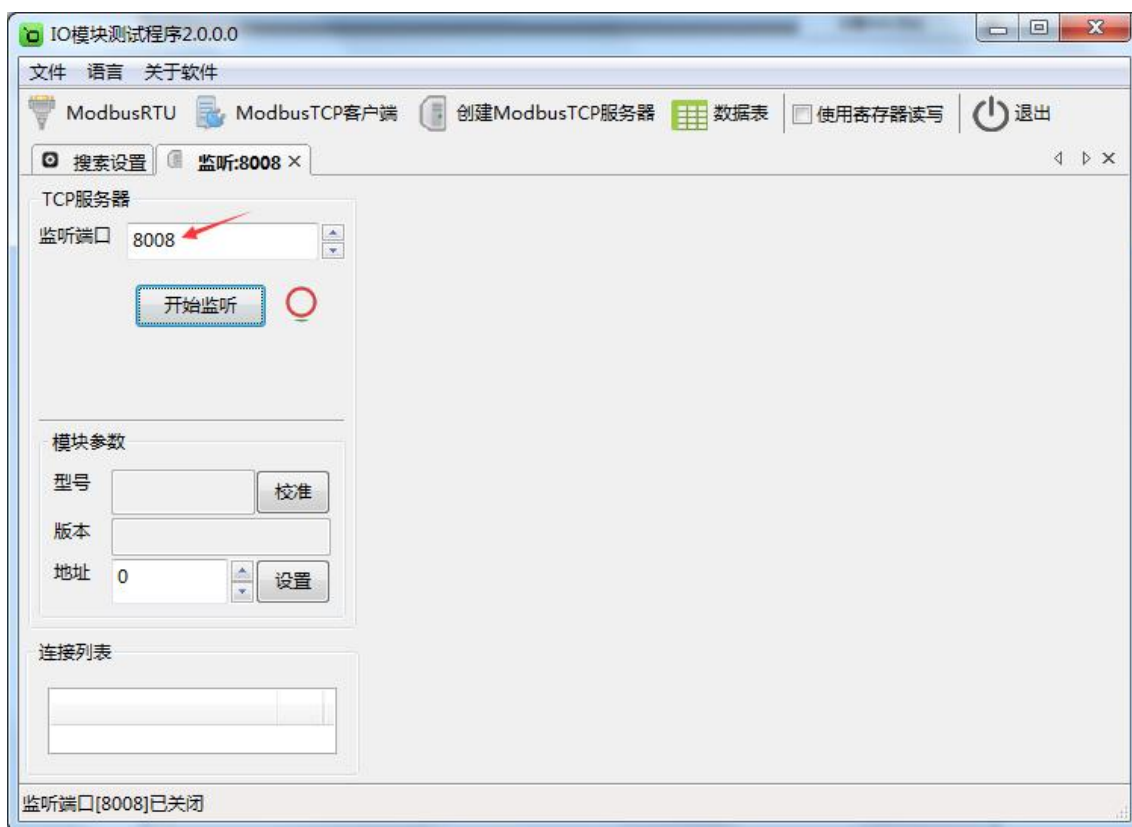 IO模块测试程序2.0.0.0
文件 语言 关于软件
ModbusRTU ModbusTCP客户端 创建ModbusTCP服务器 数据表 使用寄存器读写 退出
搜索设置 监听:8008
TCP服务器
监听端口 8008
开始监听
模块参数
型号 校准
版本
地址 0 设置
连接列表
监听端口[8008]已关闭